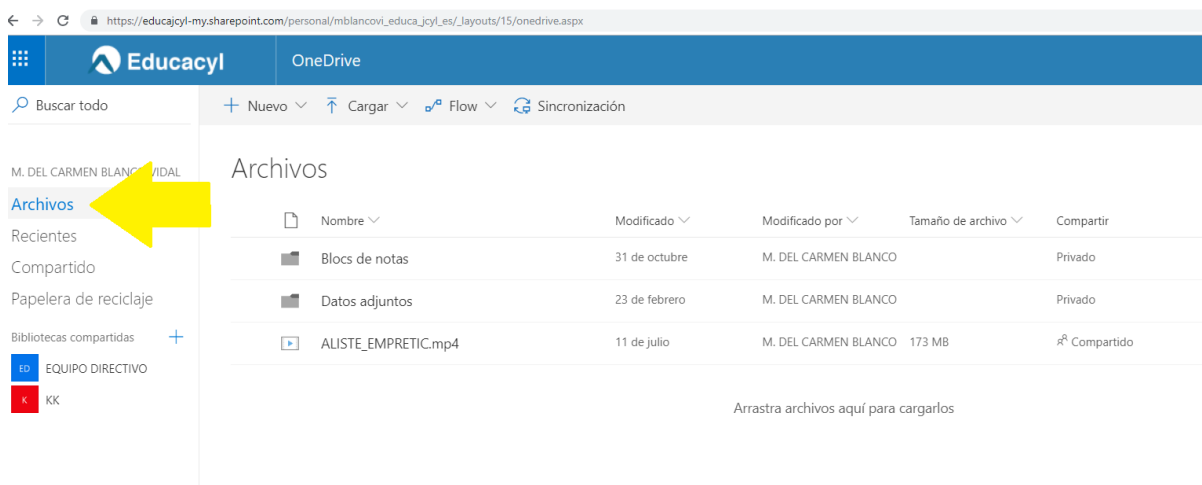 https://educajcyl-my.sharepoint.com/personal/mblancovi_educa_jcyl_es/_layouts/15/onedrive.aspx
Educacyl OneDrive
Buscar todo Nuevo Cargar Flow Sincronización
M. DEL CARMEN BLANCO VIDAL
Archivos
Archivos
Recientes
Compartido
Papelera de reciclaje
Bibliotecas compartidas +
ED EQUIPO DIRECTIVO
K KK
Nombre Modificado Modificado por Tamaño de archivo Compartir
Blocs de notas 31 de octubre M. DEL CARMEN BLANCO Privado
Datos adjuntos 23 de febrero M. DEL CARMEN BLANCO Privado
ALISTE_EMPRETIC.mp4 11 de julio M. DEL CARMEN BLANCO 173 MB Compartido
Arrastra archivos aquí para cargarlos